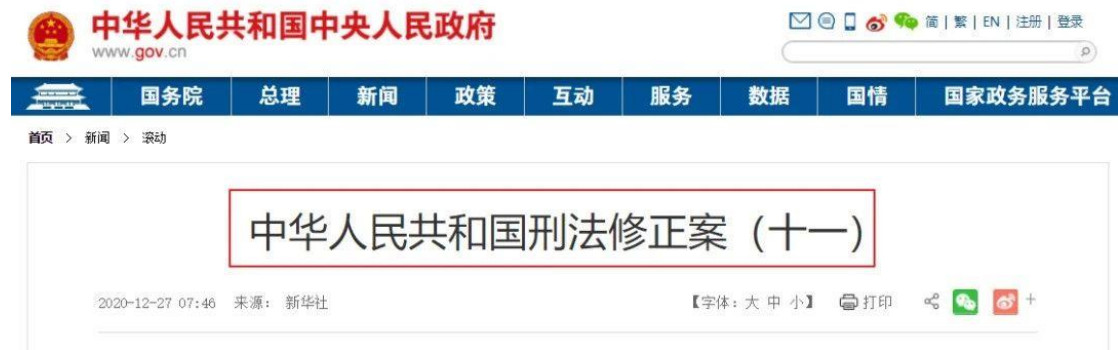 中华人民共和国中央人民政府
www.gov.cn
简 | 繁 | EN | 注册 | 登录
国务院 总理 新闻 政策 互动 服务 数据 国情 国家政务服务平台
首页 > 新闻 > 滚动
中华人民共和国刑法修正案（十一）
2020-12-27 07:46 来源： 新华社 【字体：大 中 小】 打印 +